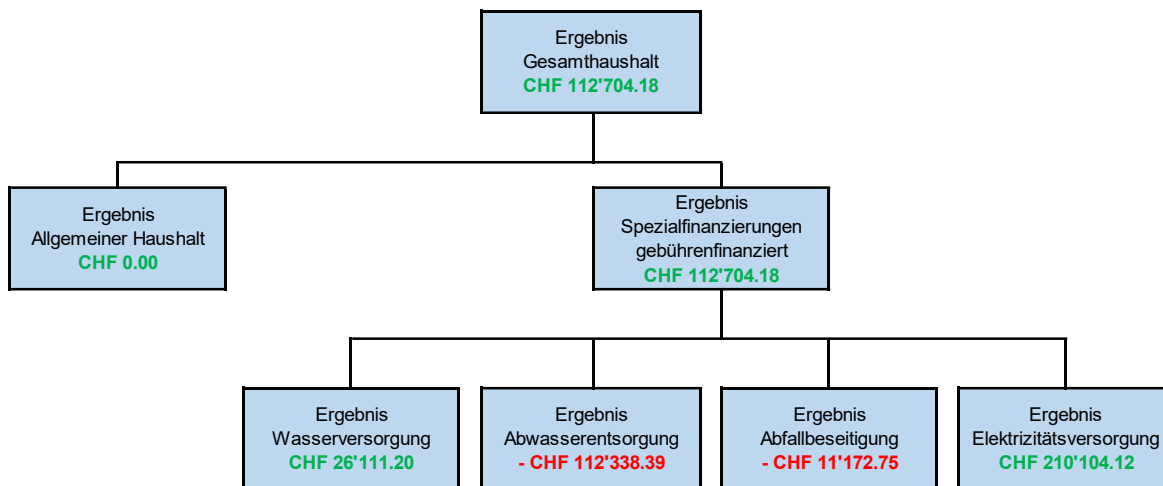 Ergebnis
Gesamthaushalt
CHF 112'704.18
Ergebnis
Allgemeiner Haushalt
CHF 0.00
Ergebnis
Spezialfinanzierungen
gebührenfinanziert
CHF 112'704.18
Ergebnis
Wasserversorgung
CHF 26'111.20
Ergebnis
Abwasserentsorgung
- CHF 112'338.39
Ergebnis
Abfallbeseitigung
- CHF 11'172.75
Ergebnis
Elektrizitätsversorgung
CHF 210'104.12